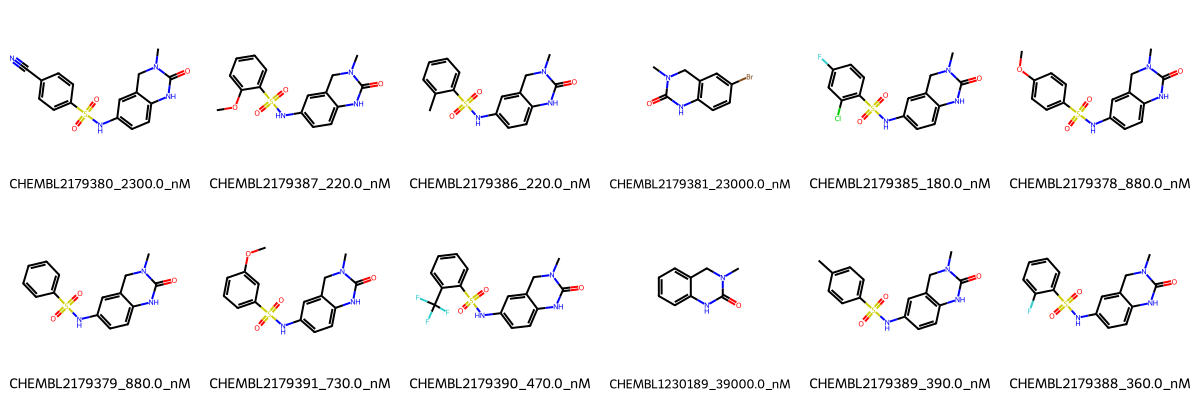 CHEMBL2179380_2300.0_nM
CHEMBL2179387_220.0_nM
CHEMBL2179386_220.0_nM
CHEMBL2179381_23000.0_nM
CHEMBL2179385_180.0_nM
CHEMBL2179378_880.0_nM
CHEMBL2179379_880.0_nM
CHEMBL2179391_730.0_nM
CHEMBL2179390_470.0_nM
CHEMBL1230189_39000.0_nM
CHEMBL2179389_390.0_nM
CHEMBL2179388_360.0_nM